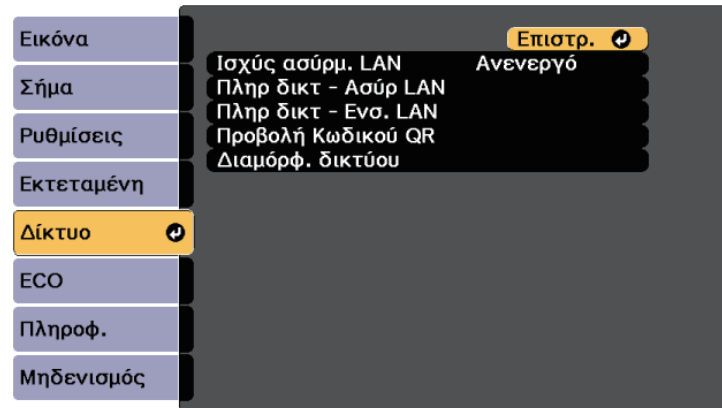 Εικόνα
Σήμα
Ρυθμίσεις
Εκτεταμένη
Δίκτυο
ECO
Πληροφ.
Μηδενισμός
Επιστρ.
Ισχύς ασύρμ. LAN Ανενεργό
Πληρ δικτ - Ασύρ LAN
Πληρ δικτ - Ενσ. LAN
Προβολή Κωδικού QR
Διαμόρφ. δικτύου